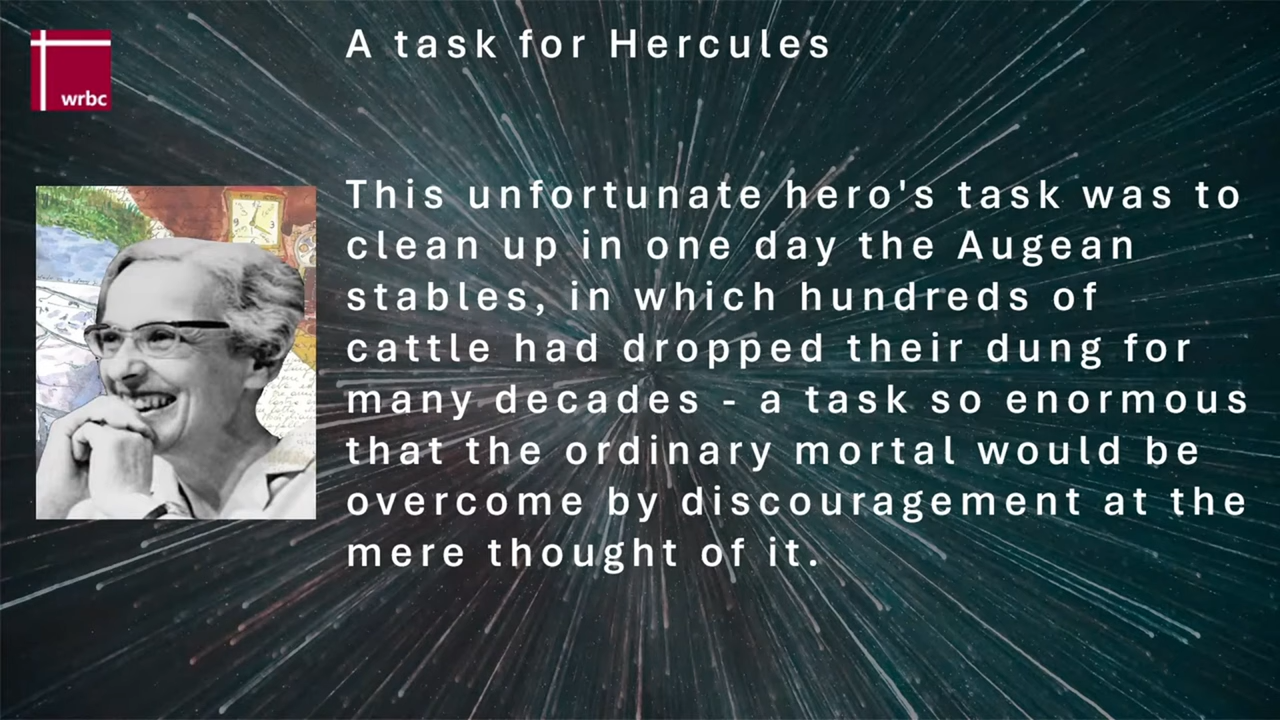 wrbc
A task for Hercules
This unfortunate hero's task was to
clean up in one day the Augean
stables, in which hundreds of
cattle had dropped their dung for
many decades - a task so enormous
that the ordinary mortal would be
overcome by discouragement at the
mere thought of it.